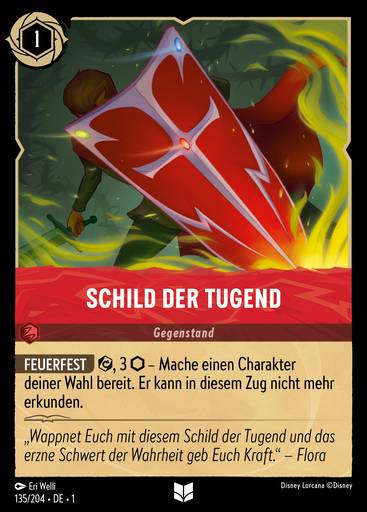 1
SCHILD DER TUGEND
Gegenstand
FEUERFEST , 3 – Mache einen Charakter
deiner Wahl bereit. Er kann in diesem Zug nicht mehr
erkunden.
„Wappnet Euch mit diesem Schild der Tugend und das
erzne Schwert der Wahrheit geb Euch Kraft.“ – Flora
Eri Welli
Disney Lorcana ©Disney
135/204 • DE • 1